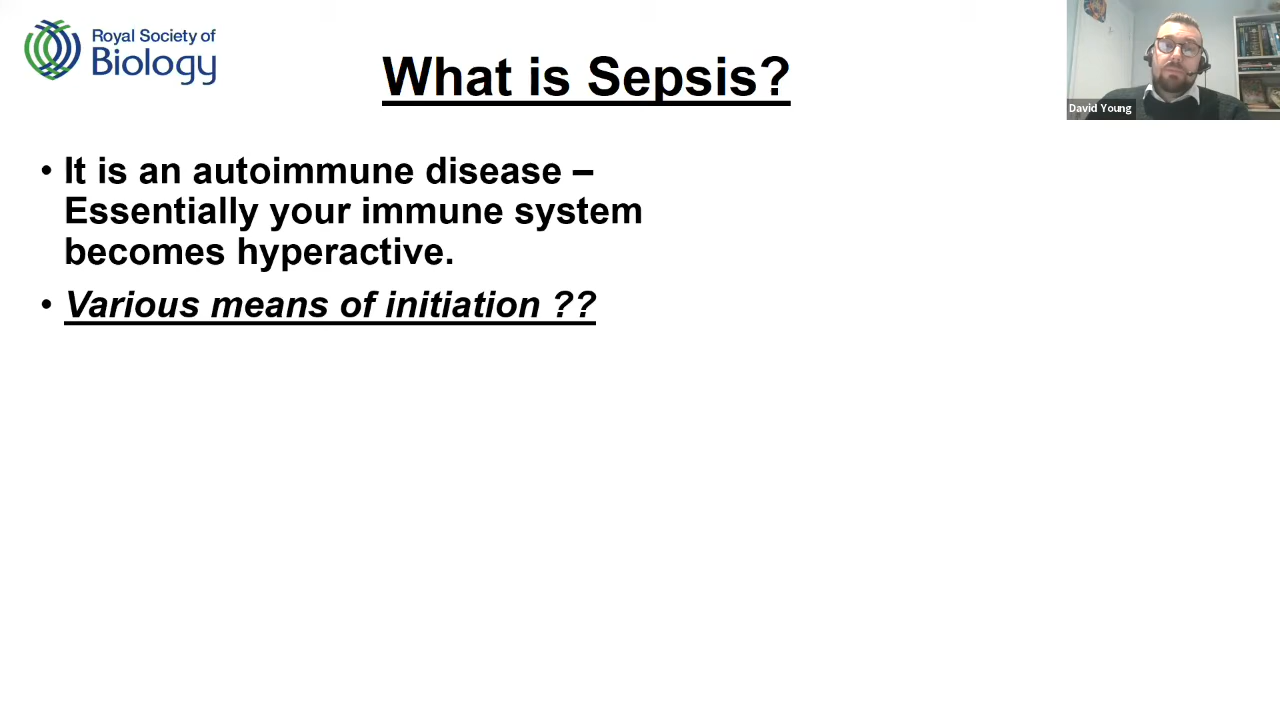 Royal Society of
Biology
What is Sepsis?
David Young
• It is an autoimmune disease –
Essentially your immune system
becomes hyperactive.
• Various means of initiation ??